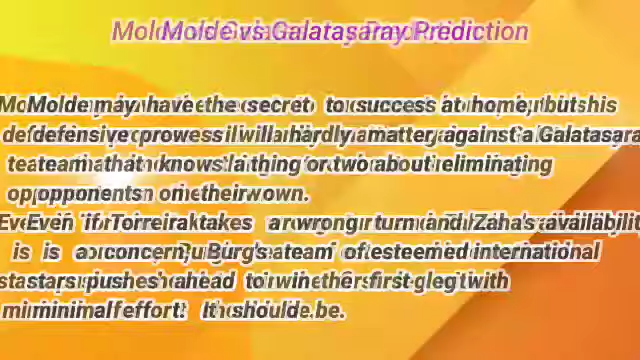 Molde vs Galatasaray Prediction
Molde may have the secret to success at home, but his
defensive prowess will hardly matter against a Galatasara
team that knows a thing or two about eliminating
opponents on their own.
Even if Torreira takes a wrong turn and Zaha's availabilit
is a concern, Burg's team of esteemed international
stars pushes ahead to win the first leg with
minimal effort! It should be.